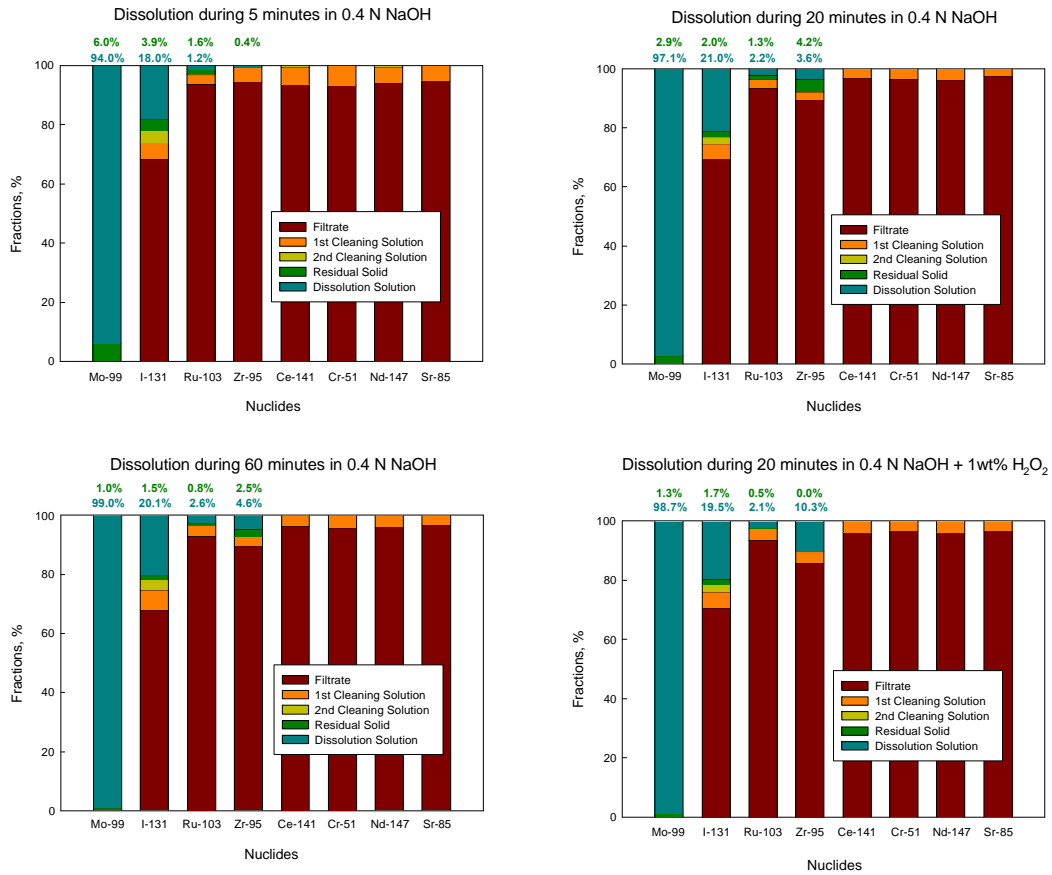 Dissolution during 5 minutes in 0.4 N NaOH
6.0% 3.9% 1.6% 0.4%
94.0% 18.0% 1.2%
100
80
60
40
20
0
Fractions, %
Filtrate
1st Cleaning Solution
2nd Cleaning Solution
Residual Solid
Dissolution Solution
Mo-99 I-131 Ru-103 Zr-95 Ce-141 Cr-51 Nd-147 Sr-85
Nuclides
Dissolution during 20 minutes in 0.4 N NaOH
2.9% 2.0% 1.3% 4.2%
97.1% 21.0% 2.2% 3.6%
100
80
60
40
20
0
Fractions, %
Filtrate
1st Cleaning Solution
2nd Cleaning Solution
Residual Solid
Dissolution Solution
Mo-99 I-131 Ru-103 Zr-95 Ce-141 Cr-51 Nd-147 Sr-85
Nuclides
Dissolution during 60 minutes in 0.4 N NaOH
1.0% 1.5% 0.8% 2.5%
99.0% 20.1% 2.6% 4.6%
100
80
60
40
20
0
Fractions, %
Filtrate
1st Cleaning Solution
2nd Cleaning Solution
Residual Solid
Dissolution Solution
Mo-99 I-131 Ru-103 Zr-95 Ce-141 Cr-51 Nd-147 Sr-85
Nuclides
Dissolution during 20 minutes in 0.4 N NaOH + 1wt% H₂O₂
1.3% 1.7% 0.5% 0.0%
98.7% 19.5% 2.1% 10.3%
100
80
60
40
20
0
Fractions, %
Filtrate
1st Cleaning Solution
2nd Cleaning Solution
Residual Solid
Dissolution Solution
Mo-99 I-131 Ru-103 Zr-95 Ce-141 Cr-51 Nd-147 Sr-85
Nuclides